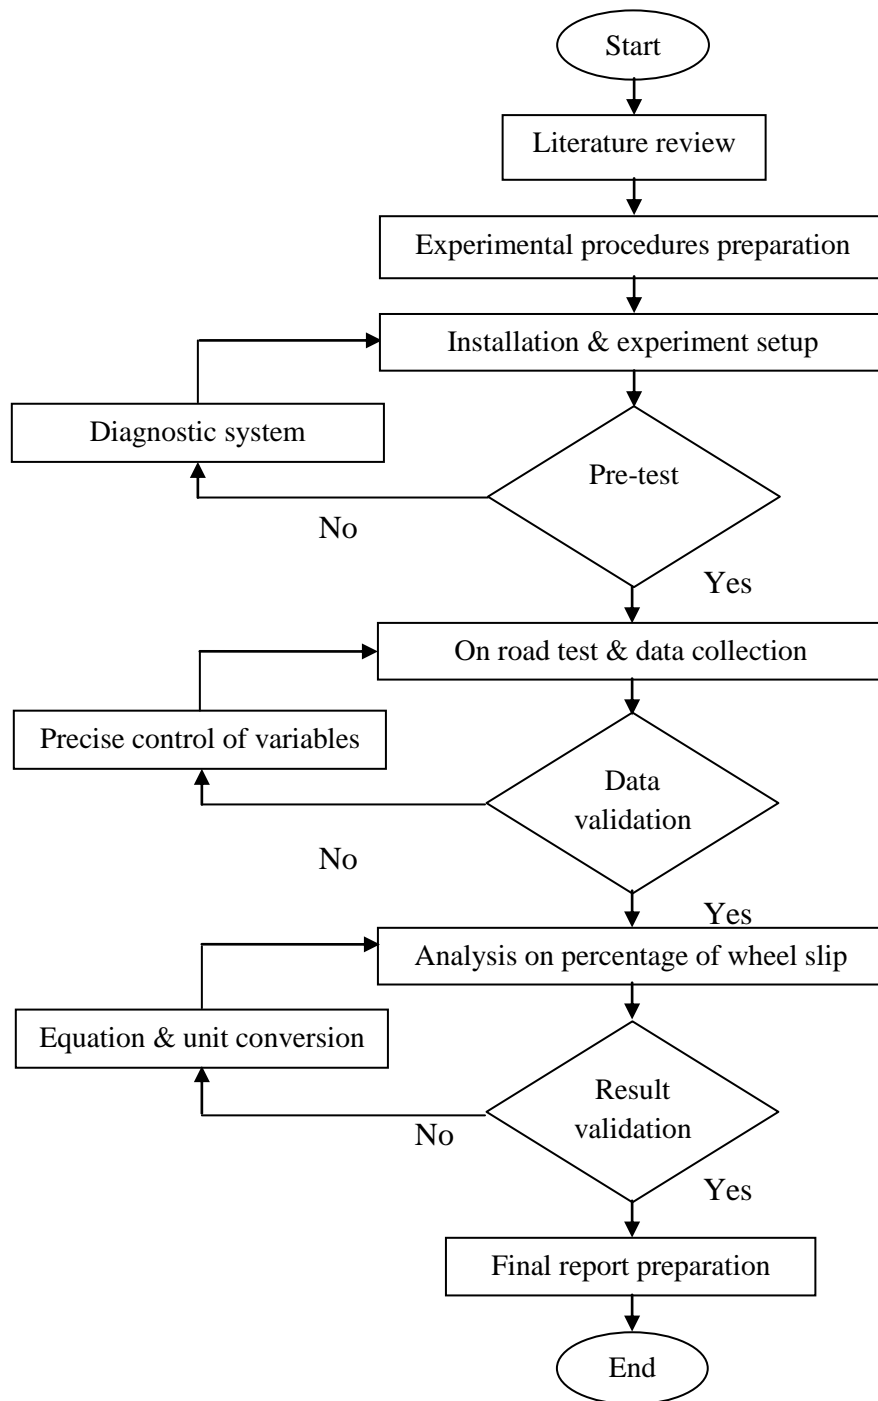 Start
Literature review
Experimental procedures preparation
Installation & experiment setup
Diagnostic system
Pre-test
No
Yes
On road test & data collection
Precise control of variables
Data
validation
No
Yes
Analysis on percentage of wheel slip
Equation & unit conversion
Result
validation
No
Yes
Final report preparation
End